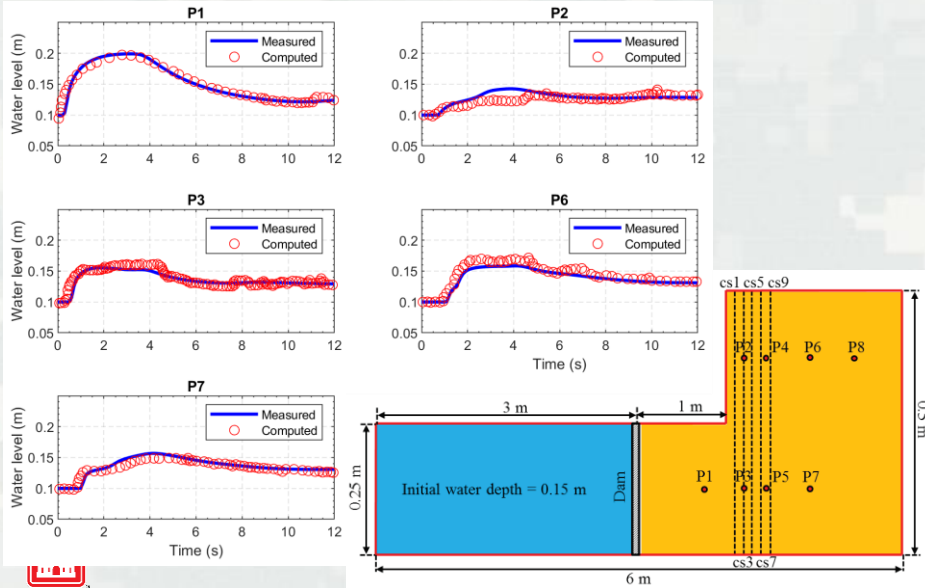 P1
Water level (m)
0.2
0.15
0.1
0.05
0 2 4 6 8 10 12
Measured
Computed
P2
0.2
0.15
0.1
0.05
0 2 4 6 8 10 12
Measured
Computed
P3
Water level (m)
0.2
0.15
0.1
0.05
0 2 4 6 8 10 12
Measured
Computed
P6
0.2
0.15
0.1
0.05
0 2 4 6 8 10 12
Time (s)
Measured
Computed
P7
Water level (m)
0.2
0.15
0.1
0.05
0 2 4 6 8 10 12
Time (s)
Measured
Computed
cs1 cs5 cs9
P2 P4 P6 P8
3 m
1 m
0.5 m
0.25 m
Initial water depth = 0.15 m
Dam
P1 P3 P5 P7
cs3 cs7
6 m